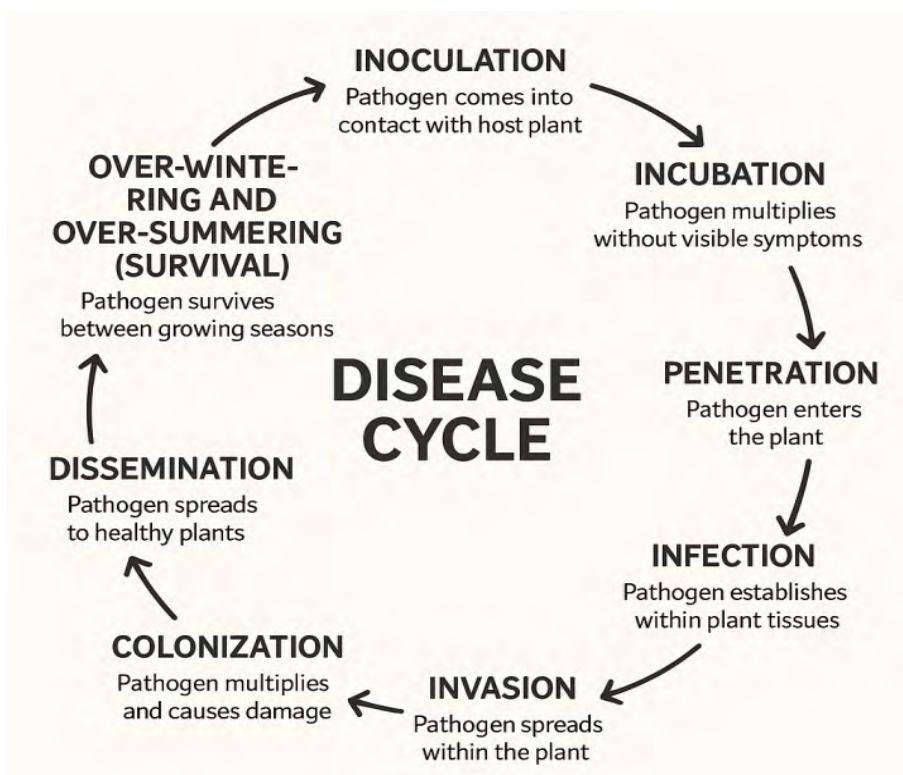 DISEASE
CYCLE
INOCULATION
Pathogen comes into
contact with host plant
INCUBATION
Pathogen multiplies
without visible symptoms
PENETRATION
Pathogen enters
the plant
INFECTION
Pathogen establishes
within plant tissues
INVASION
Pathogen spreads
within the plant
COLONIZATION
Pathogen multiplies
and causes damage
DISSEMINATION
Pathogen spreads
to healthy plants
OVER-WINTE-
RING AND
OVER-SUMMERING
(SURVIVAL)
Pathogen survives
between growing seasons